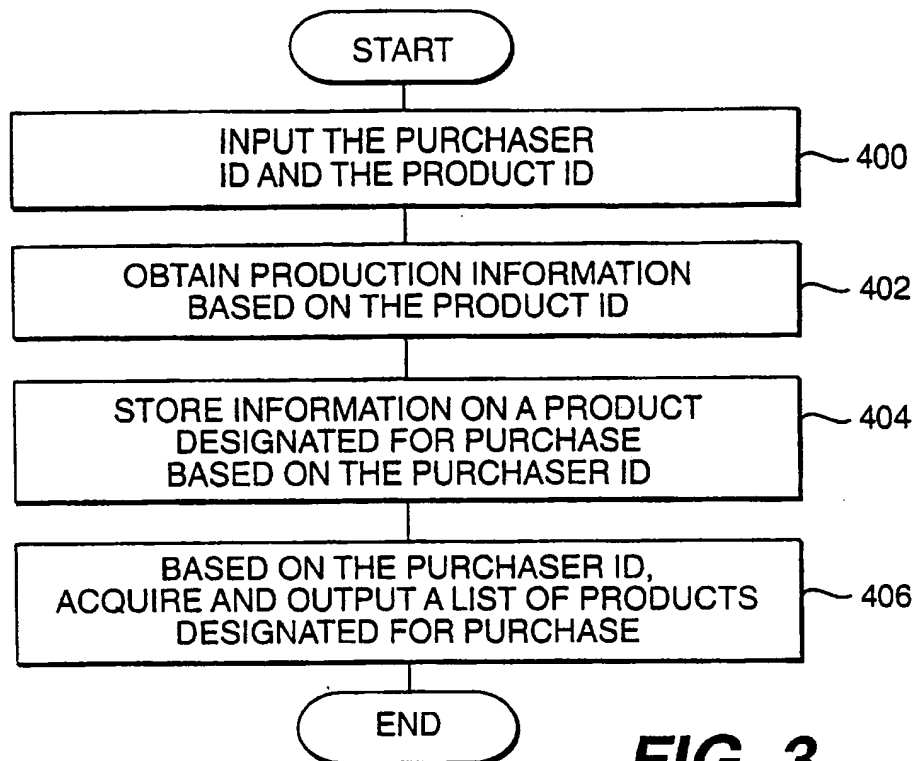 START
INPUT THE PURCHASER
ID AND THE PRODUCT ID
400
OBTAIN PRODUCTION INFORMATION
BASED ON THE PRODUCT ID
402
STORE INFORMATION ON A PRODUCT
DESIGNATED FOR PURCHASE
BASED ON THE PURCHASER ID
404
BASED ON THE PURCHASER ID,
ACQUIRE AND OUTPUT A LIST OF PRODUCTS
DESIGNATED FOR PURCHASE
406
END
FIG. 3